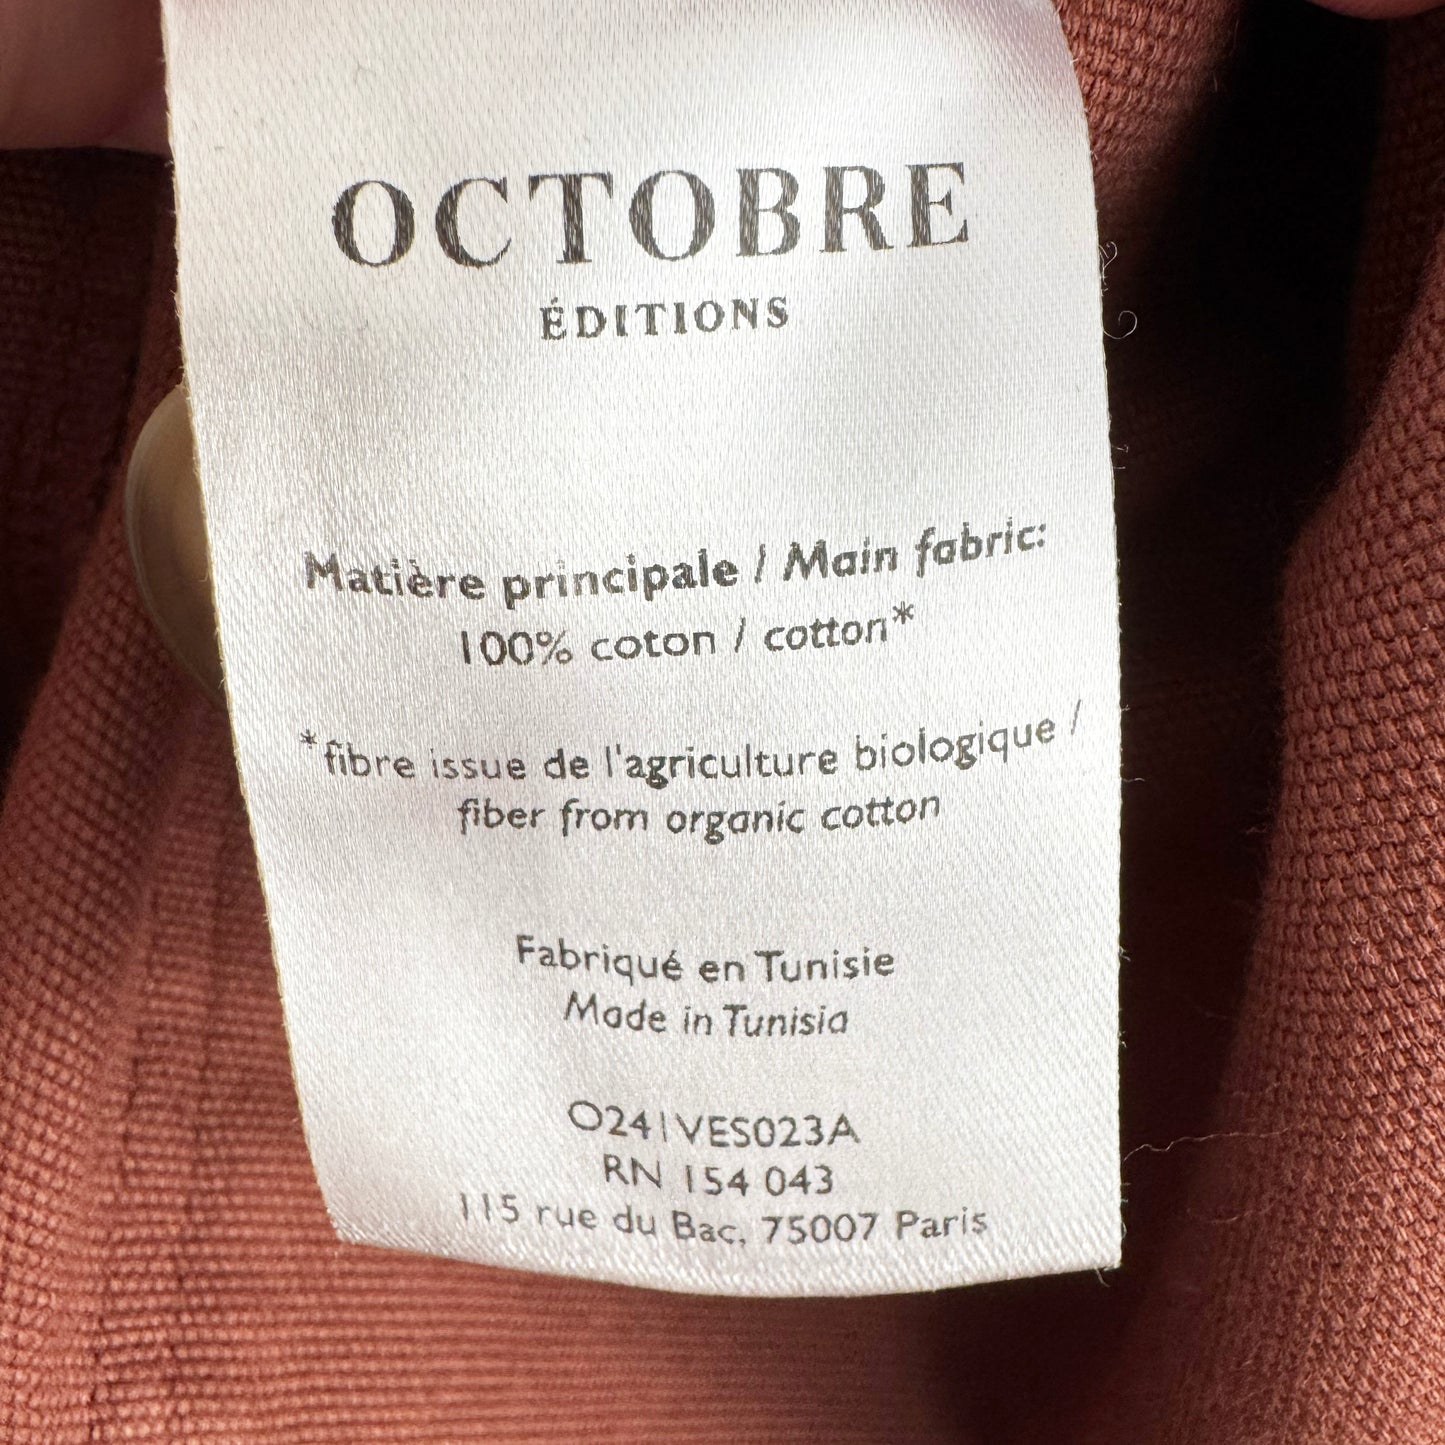 OCTOBRE
ÉDITIONS
Matière principale / Main fabric:
100% coton / cotton*
*fibre issue de l'agriculture biologique /
fiber from organic cotton
Fabriqué en Tunisie
Made in Tunisia
O241VES023A
RN 154 043
115 rue du Bac, 75007 Paris